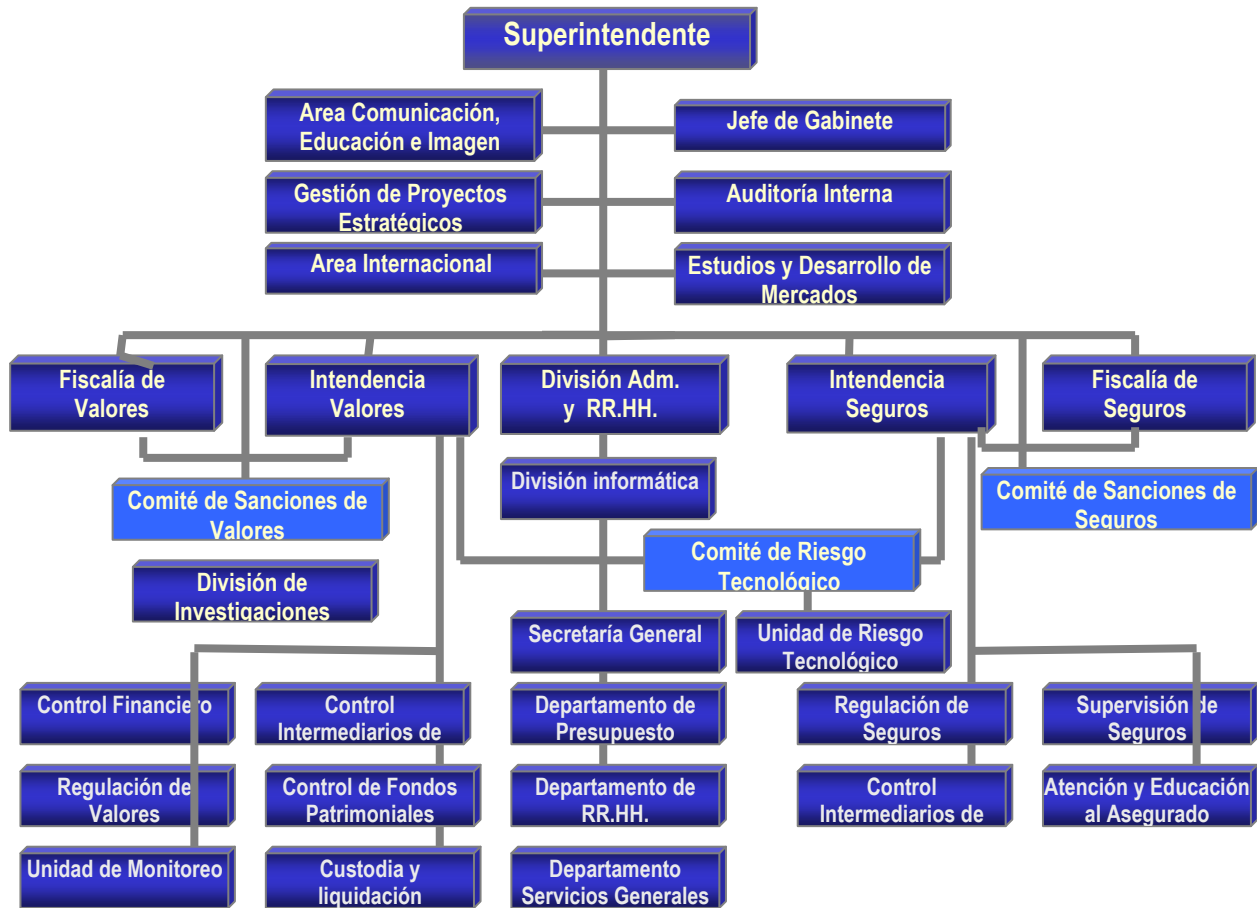 Superintendente
Area Comunicación,
Educación e Imagen
Jefe de Gabinete
Gestión de Proyectos
Estratégicos
Auditoría Interna
Area Internacional
Estudios y Desarrollo de
Mercados
Fiscalía de
Valores
Intendencia
Valores
División Adm.
y RR.HH.
Intendencia
Seguros
Fiscalía de
Seguros
División informática
Comité de Sanciones de
Valores
Comité de Sanciones de
Seguros
Comité de Riesgo
Tecnológico
División de
Investigaciones
Secretaría General
Unidad de Riesgo
Tecnológico
Control Financiero
Control
Intermediarios de
Departamento de
Presupuesto
Regulación de
Seguros
Supervisión de
Seguros
Regulación de
Valores
Control de Fondos
Patrimoniales
Departamento de
RR.HH.
Control
Intermediarios de
Atención y Educación
al Asegurado
Unidad de Monitoreo
Custodia y
liquidación
Departamento
Servicios Generales